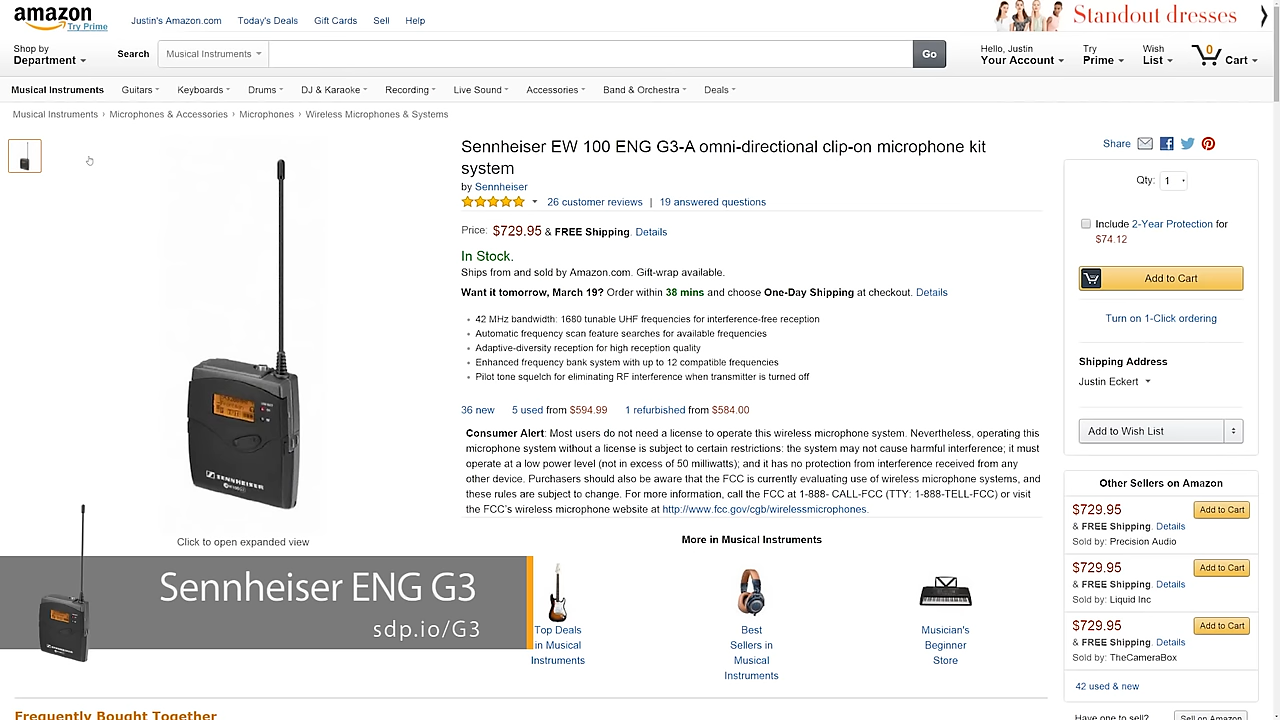 amazon
Try Prime
Justin's Amazon.com Today's Deals Gift Cards Sell Help
Standout dresses
Shop by
Department
Search
Musical Instruments
Go
Hello, Justin
Your Account
Try
Prime
Wish
List
0
Cart
Musical Instruments Guitars Keyboards Drums DJ & Karaoke Recording Live Sound Accessories Band & Orchestra Deals
Musical Instruments › Microphones & Accessories › Microphones › Wireless Microphones & Systems
Sennheiser EW 100 ENG G3-A omni-directional clip-on microphone kit
system
by Sennheiser
26 customer reviews | 19 answered questions
Price: $729.95 & FREE Shipping. Details
In Stock.
Ships from and sold by Amazon.com. Gift-wrap available.
Want it tomorrow, March 19? Order within 38 mins and choose One-Day Shipping at checkout. Details
• 42 MHz bandwidth: 1680 tunable UHF frequencies for interference-free reception
• Automatic frequency scan feature searches for available frequencies
• Adaptive-diversity reception for high reception quality
• Enhanced frequency bank system with up to 12 compatible frequencies
• Pilot tone squelch for eliminating RF interference when transmitter is turned off
36 new 5 used from $594.99 1 refurbished from $584.00
Consumer Alert: Most users do not need a license to operate this wireless microphone system. Nevertheless, operating this
microphone system without a license is subject to certain restrictions: the system may not cause harmful interference; it must
operate at a low power level (not in excess of 50 milliwatts); and it has no protection from interference received from any
other device. Purchasers should also be aware that the FCC is currently evaluating use of wireless microphone systems, and
these rules are subject to change. For more information, call the FCC at 1-888- CALL-FCC (TTY: 1-888-TELL-FCC) or visit
the FCC's wireless microphone website at http://www.fcc.gov/cgb/wirelessmicrophones.
SENNHEISER
Click to open expanded view
More in Musical Instruments
Top Deals
in Musical
Instruments
Best
Sellers in
Musical
Instruments
Musician's
Beginner
Store
Sennheiser ENG G3
sdp.io/G3
Share
Qty: 1
Include 2-Year Protection for
$74.12
Add to Cart
Turn on 1-Click ordering
Shipping Address
Justin Eckert
Add to Wish List
Other Sellers on Amazon
$729.95 Add to Cart
& FREE Shipping. Details
Sold by: Precision Audio
$729.95 Add to Cart
& FREE Shipping. Details
Sold by: Liquid Inc
$729.95 Add to Cart
& FREE Shipping. Details
Sold by: TheCameraBox
42 used & new
Have one to sell? Sell on Amazon
Frequently Bought Together